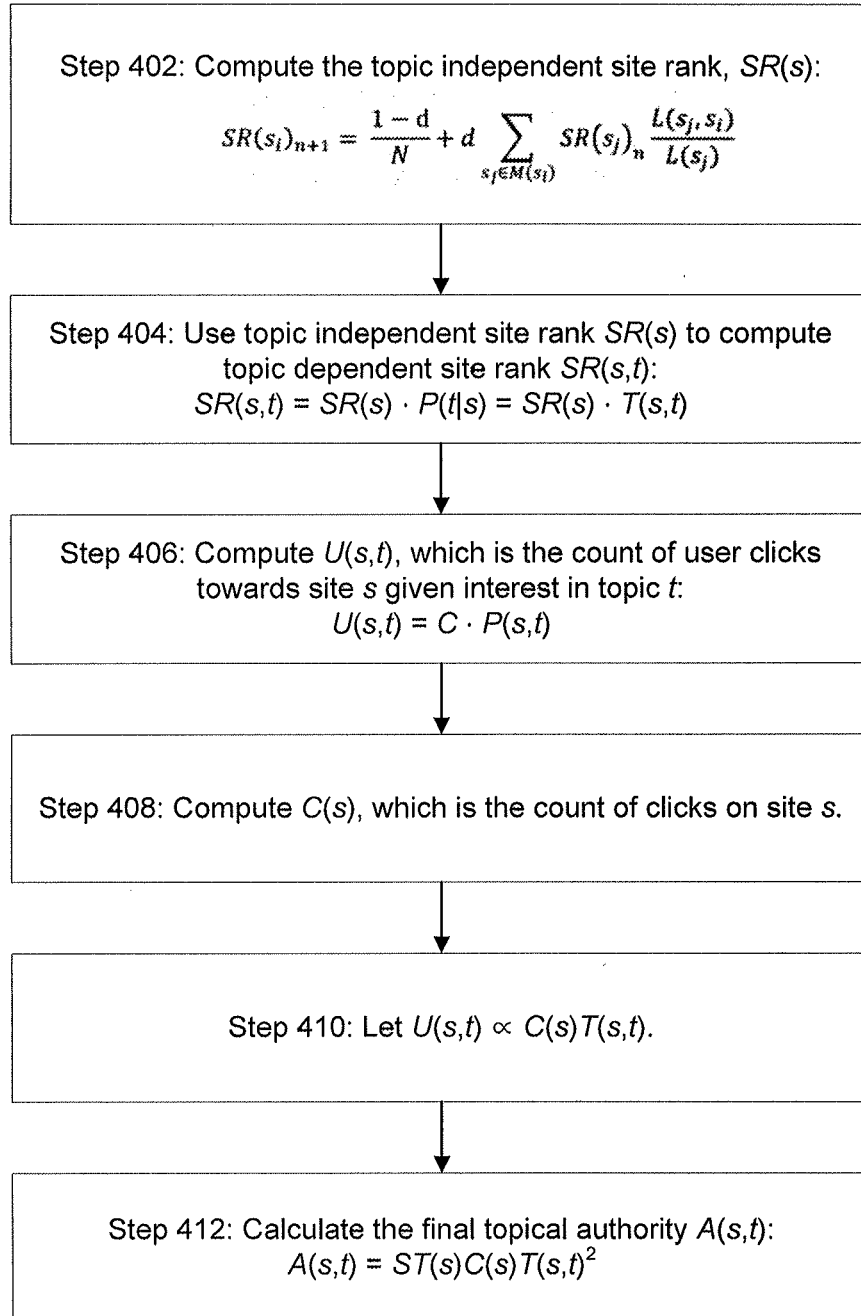 Step 402: Compute the topic independent site rank, SR(s):
SR(s_i)_{n+1} = \frac{1 - d}{N} + d \sum_{s_j \in M(s_i)} SR(s_j)_n \frac{L(s_j, s_i)}{L(s_j)}
Step 404: Use topic independent site rank SR(s) to compute
topic dependent site rank SR(s,t):
SR(s,t) = SR(s) · P(t|s) = SR(s) · T(s,t)
Step 406: Compute U(s,t), which is the count of user clicks
towards site s given interest in topic t:
U(s,t) = C · P(s,t)
Step 408: Compute C(s), which is the count of clicks on site s.
Step 410: Let U(s,t) ∝ C(s)T(s,t).
Step 412: Calculate the final topical authority A(s,t):
A(s,t) = ST(s)C(s)T(s,t)²